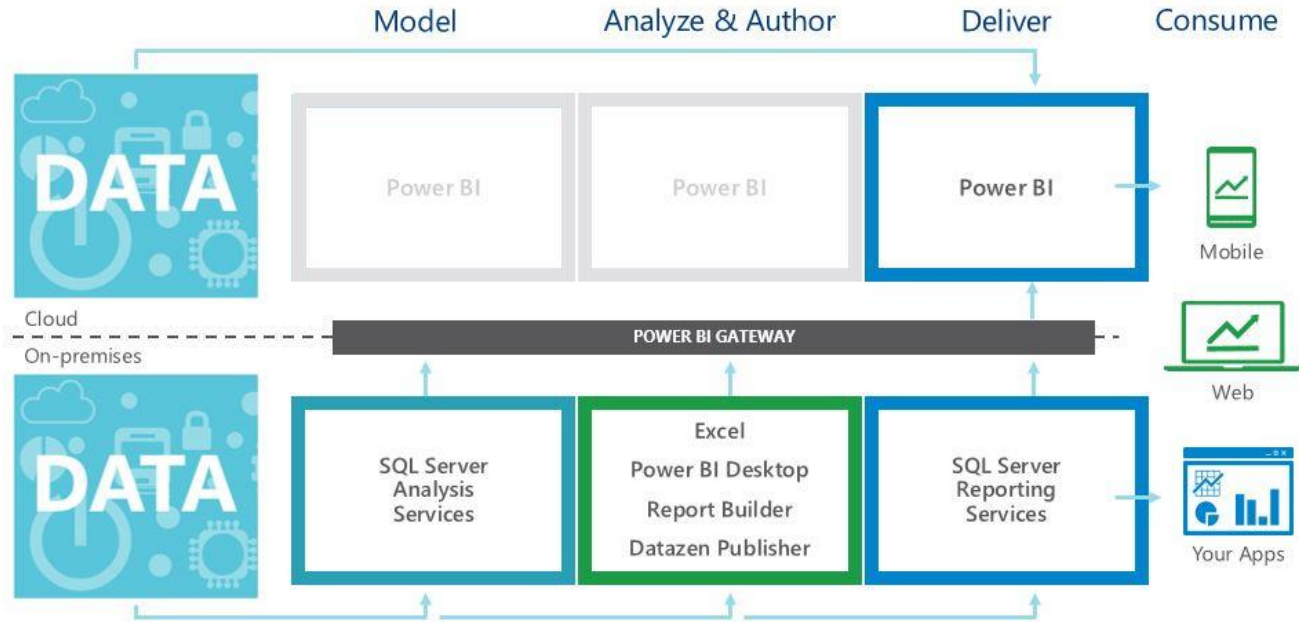 Model
Analyze & Author
Deliver
Consume
DATA
Power BI
Power BI
Power BI
Mobile
Cloud
POWER BI GATEWAY
On-premises
Web
DATA
SQL Server
Analysis
Services
Excel
Power BI Desktop
Report Builder
Datazen Publisher
SQL Server
Reporting
Services
Your Apps